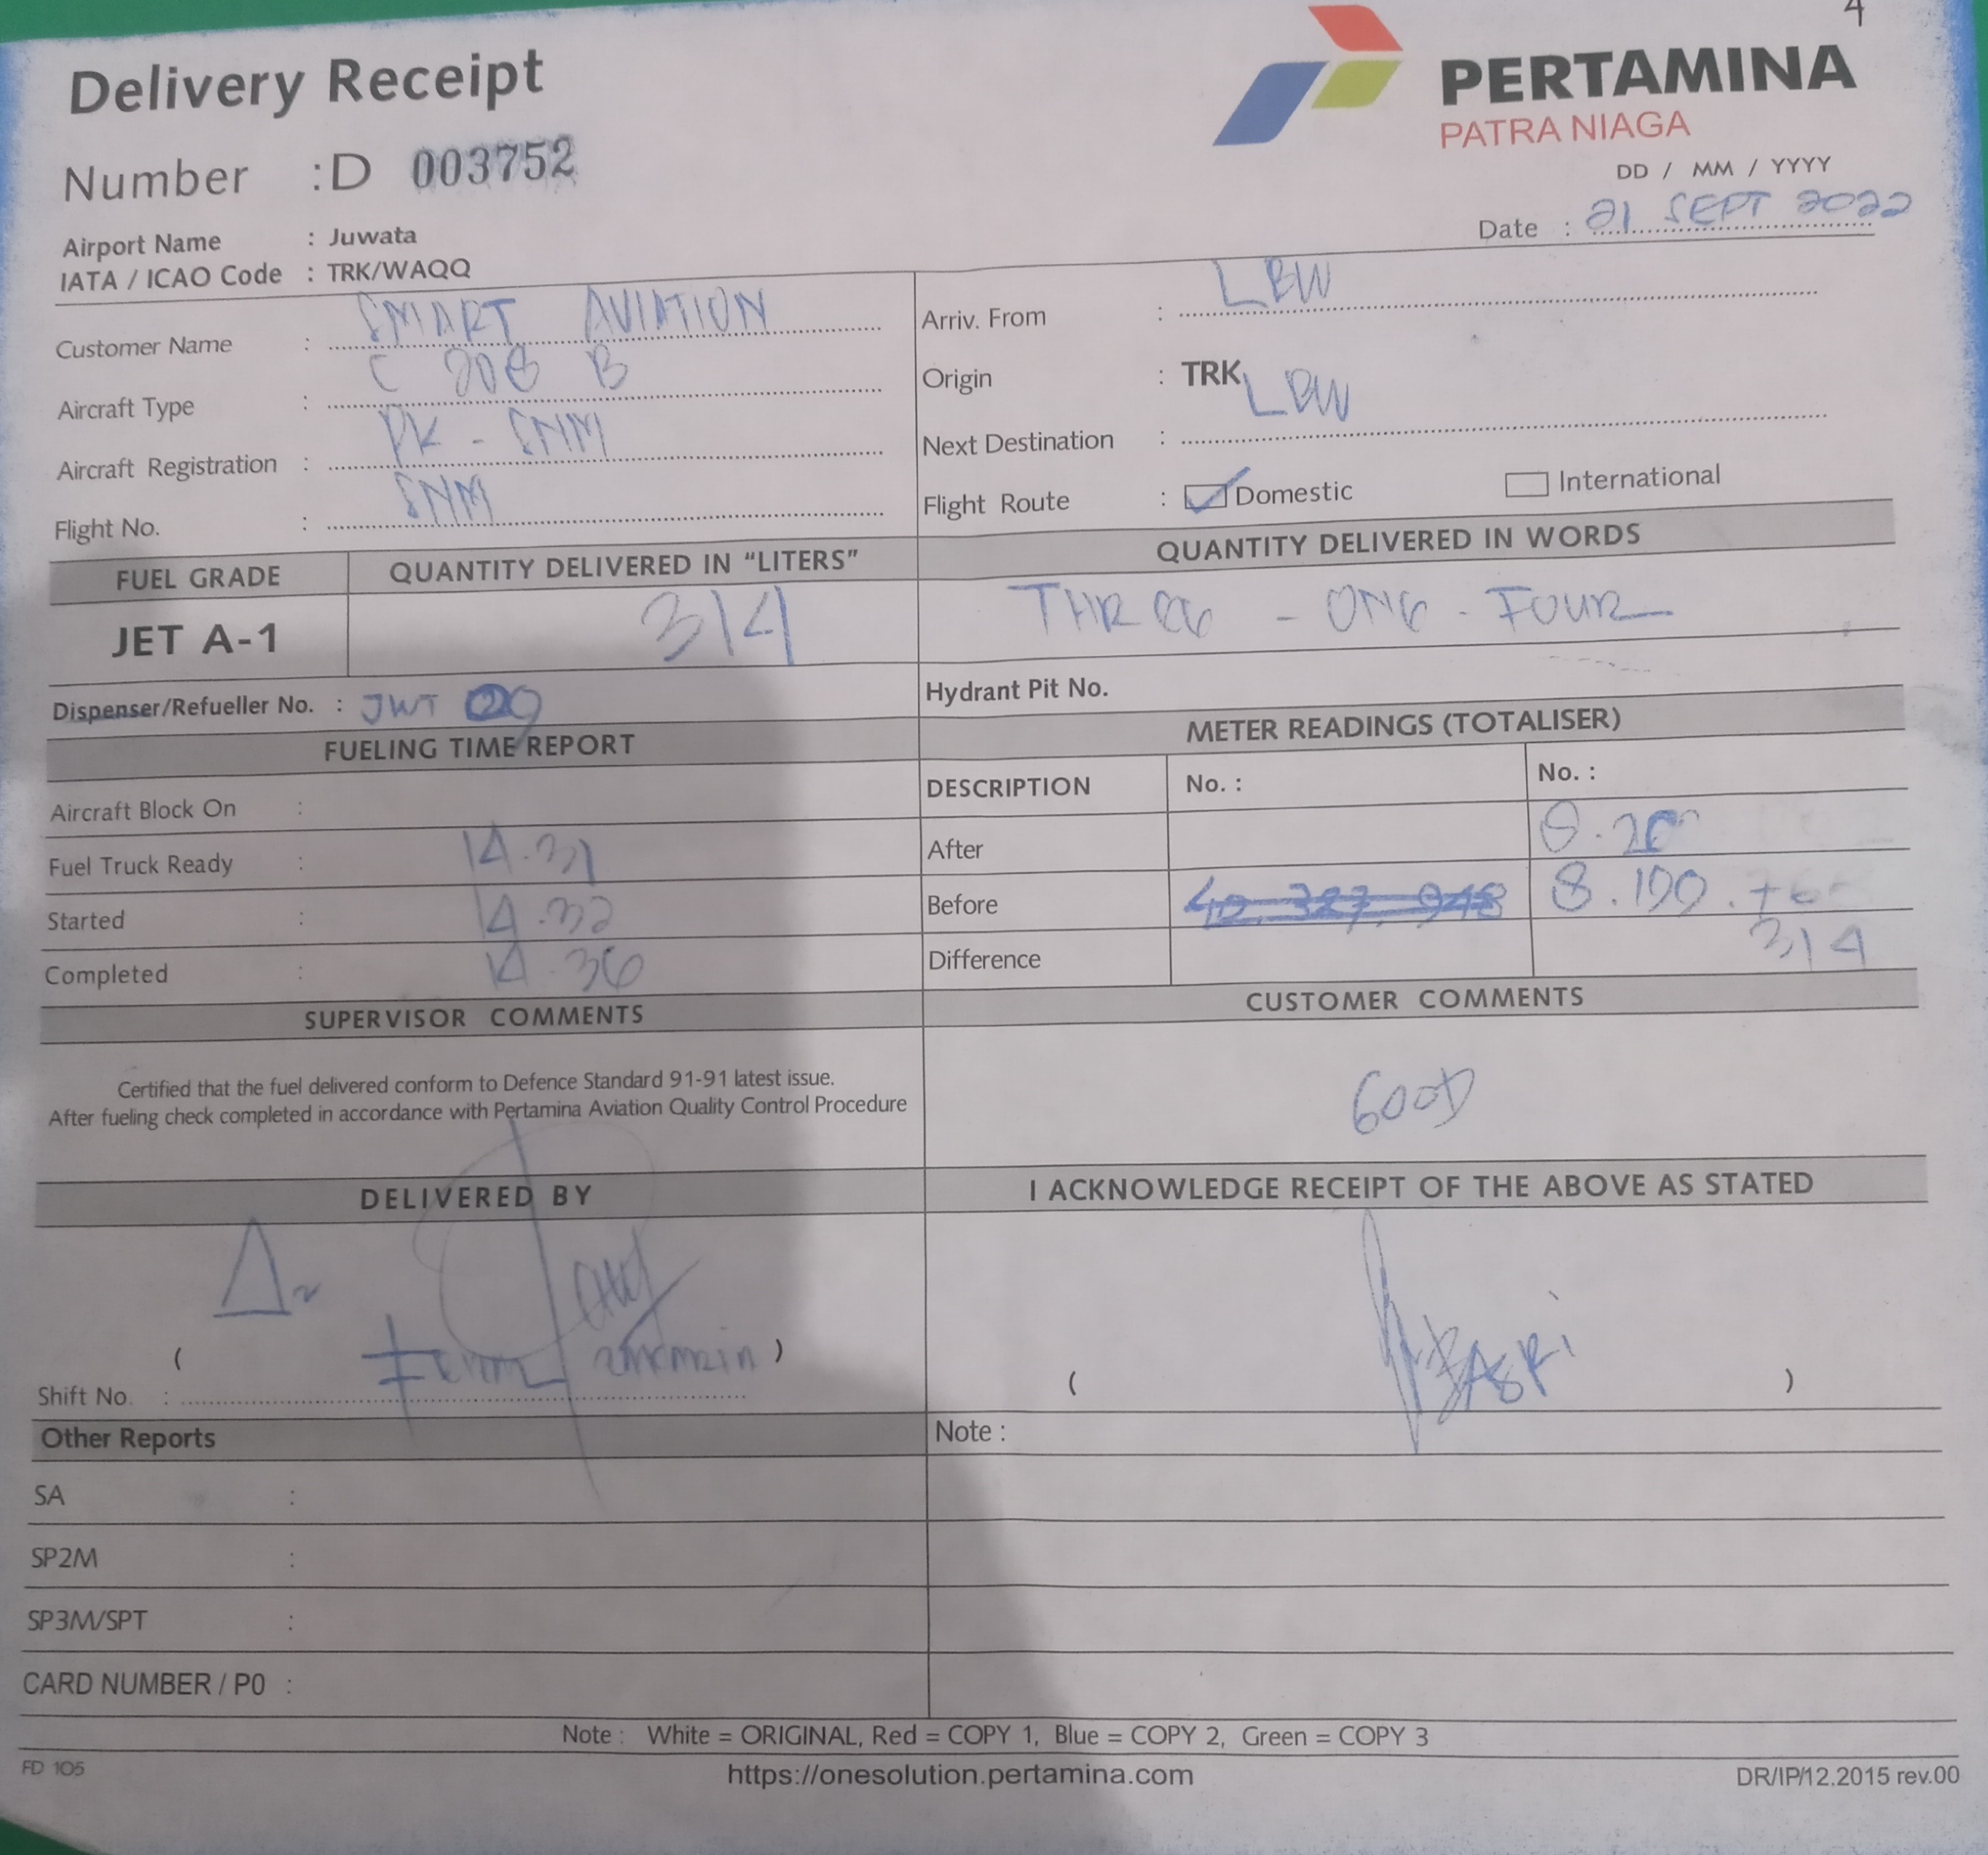 4
Delivery Receipt
PERTAMINA
PATRA NIAGA
Number : D 003752
DD / MM / YYYY
Date : 21 SEPT 2022
Airport Name : Juwata
IATA / ICAO Code : TRK/WAQQ
Customer Name : SMART AVIATION
Aircraft Type : C 208 B
Aircraft Registration : PK - SNM
Flight No. : SNM
Arriv. From : LBW
Origin : TRK
Next Destination : LBW
Flight Route : Domestic International
FUEL GRADE QUANTITY DELIVERED IN “LITERS” QUANTITY DELIVERED IN WORDS
JET A-1 314 THREE - ONE - FOUR
Dispenser/Refueller No. : JWT 09 Hydrant Pit No.
FUELING TIME REPORT
Aircraft Block On :
Fuel Truck Ready : 14.31
Started : 14.32
Completed : 14.36
METER READINGS (TOTALISER)
DESCRIPTION No. : No. :
After
Before 40.327.948 8.190.
Difference 314
SUPERVISOR COMMENTS
Certified that the fuel delivered conform to Defence Standard 91-91 latest issue.
After fueling check completed in accordance with Pertamina Aviation Quality Control Procedure
CUSTOMER COMMENTS
GOOD
DELIVERED BY
( )
Shift No. :
I ACKNOWLEDGE RECEIPT OF THE ABOVE AS STATED
( )
Other Reports
SA :
SP2M :
SP3M/SPT :
CARD NUMBER / P0 :
Note :
Note : White = ORIGINAL, Red = COPY 1, Blue = COPY 2, Green = COPY 3
FD 105 https://onesolution.pertamina.com DR/IP/12.2015 rev.00